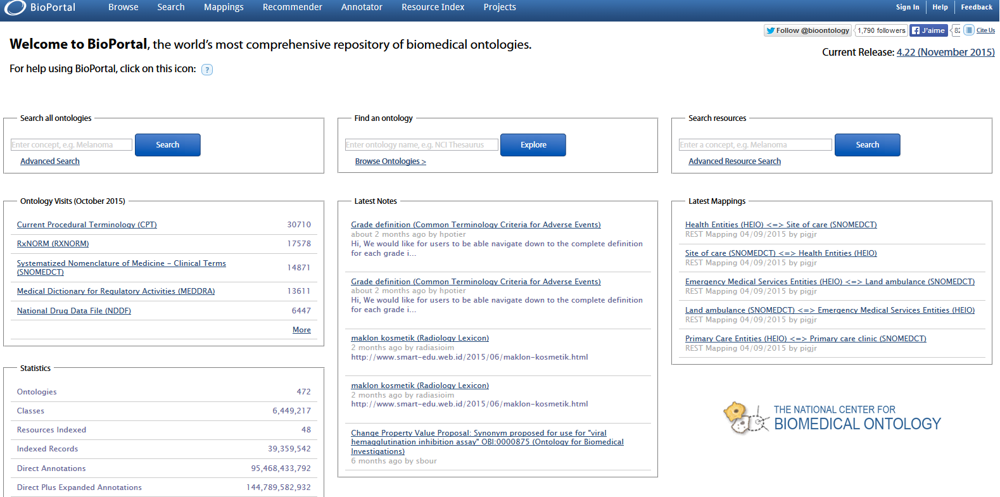 BioPortal
Browse Search Mappings Recommender Annotator Resource Index Projects
Sign In Help Feedback
Follow @bioontology 1,790 followers J'aime 82 Cite Us
Welcome to BioPortal, the world's most comprehensive repository of biomedical ontologies.
Current Release: 4.22 (November 2015)
For help using BioPortal, click on this icon: ?
Search all ontologies
Enter concept, e.g. Melanoma Search
Advanced Search
Find an ontology
Enter ontology name, e.g. NCI Thesaurus Explore
Browse Ontologies >
Search resources
Enter a concept, e.g. Melanoma Search
Advanced Resource Search
Ontology Visits (October 2015)
Current Procedural Terminology (CPT) 30710
RxNORM (RXNORM) 17578
Systematized Nomenclature of Medicine - Clinical Terms
(SNOMEDCT) 14871
Medical Dictionary for Regulatory Activities (MEDDRA) 13611
National Drug Data File (NDDF) 6447
More
Statistics
Ontologies 472
Classes 6,449,217
Resources Indexed 48
Indexed Records 39,359,542
Direct Annotations 95,468,433,792
Direct Plus Expanded Annotations 144,789,582,932
Latest Notes
Grade definition (Common Terminology Criteria for Adverse Events)
about 2 months ago by hpotier
Hi, We would like for users to be able navigate down to the complete definition
for each grade i...
Grade definition (Common Terminology Criteria for Adverse Events)
about 2 months ago by hpotier
Hi, We would like for users to be able navigate down to the complete definition
for each grade i...
maklon kosmetik (Radiology Lexicon)
2 months ago by radiasioim
http://www.smart-edu.web.id/2015/06/maklon-kosmetik.html
maklon kosmetik (Radiology Lexicon)
2 months ago by radiasioim
http://www.smart-edu.web.id/2015/06/maklon-kosmetik.html
Change Property Value Proposal: Synonym proposed for use for "viral
hemagglutination inhibition assay" OBI:0000875 (Ontology for Biomedical
Investigations)
6 months ago by sbour
Latest Mappings
Health Entities (HEIO) <=> Site of care (SNOMEDCT)
REST Mapping 04/09/2015 by pigjr
Site of care (SNOMEDCT) <=> Health Entities (HEIO)
REST Mapping 04/09/2015 by pigjr
Emergency Medical Services Entities (HEIO) <=> Land ambulance (SNOMEDCT)
REST Mapping 04/09/2015 by pigjr
Land ambulance (SNOMEDCT) <=> Emergency Medical Services Entities (HEIO)
REST Mapping 04/09/2015 by pigjr
Primary Care Entities (HEIO) <=> Primary care clinic (SNOMEDCT)
REST Mapping 04/09/2015 by pigjr
THE NATIONAL CENTER FOR
BIOMEDICAL ONTOLOGY